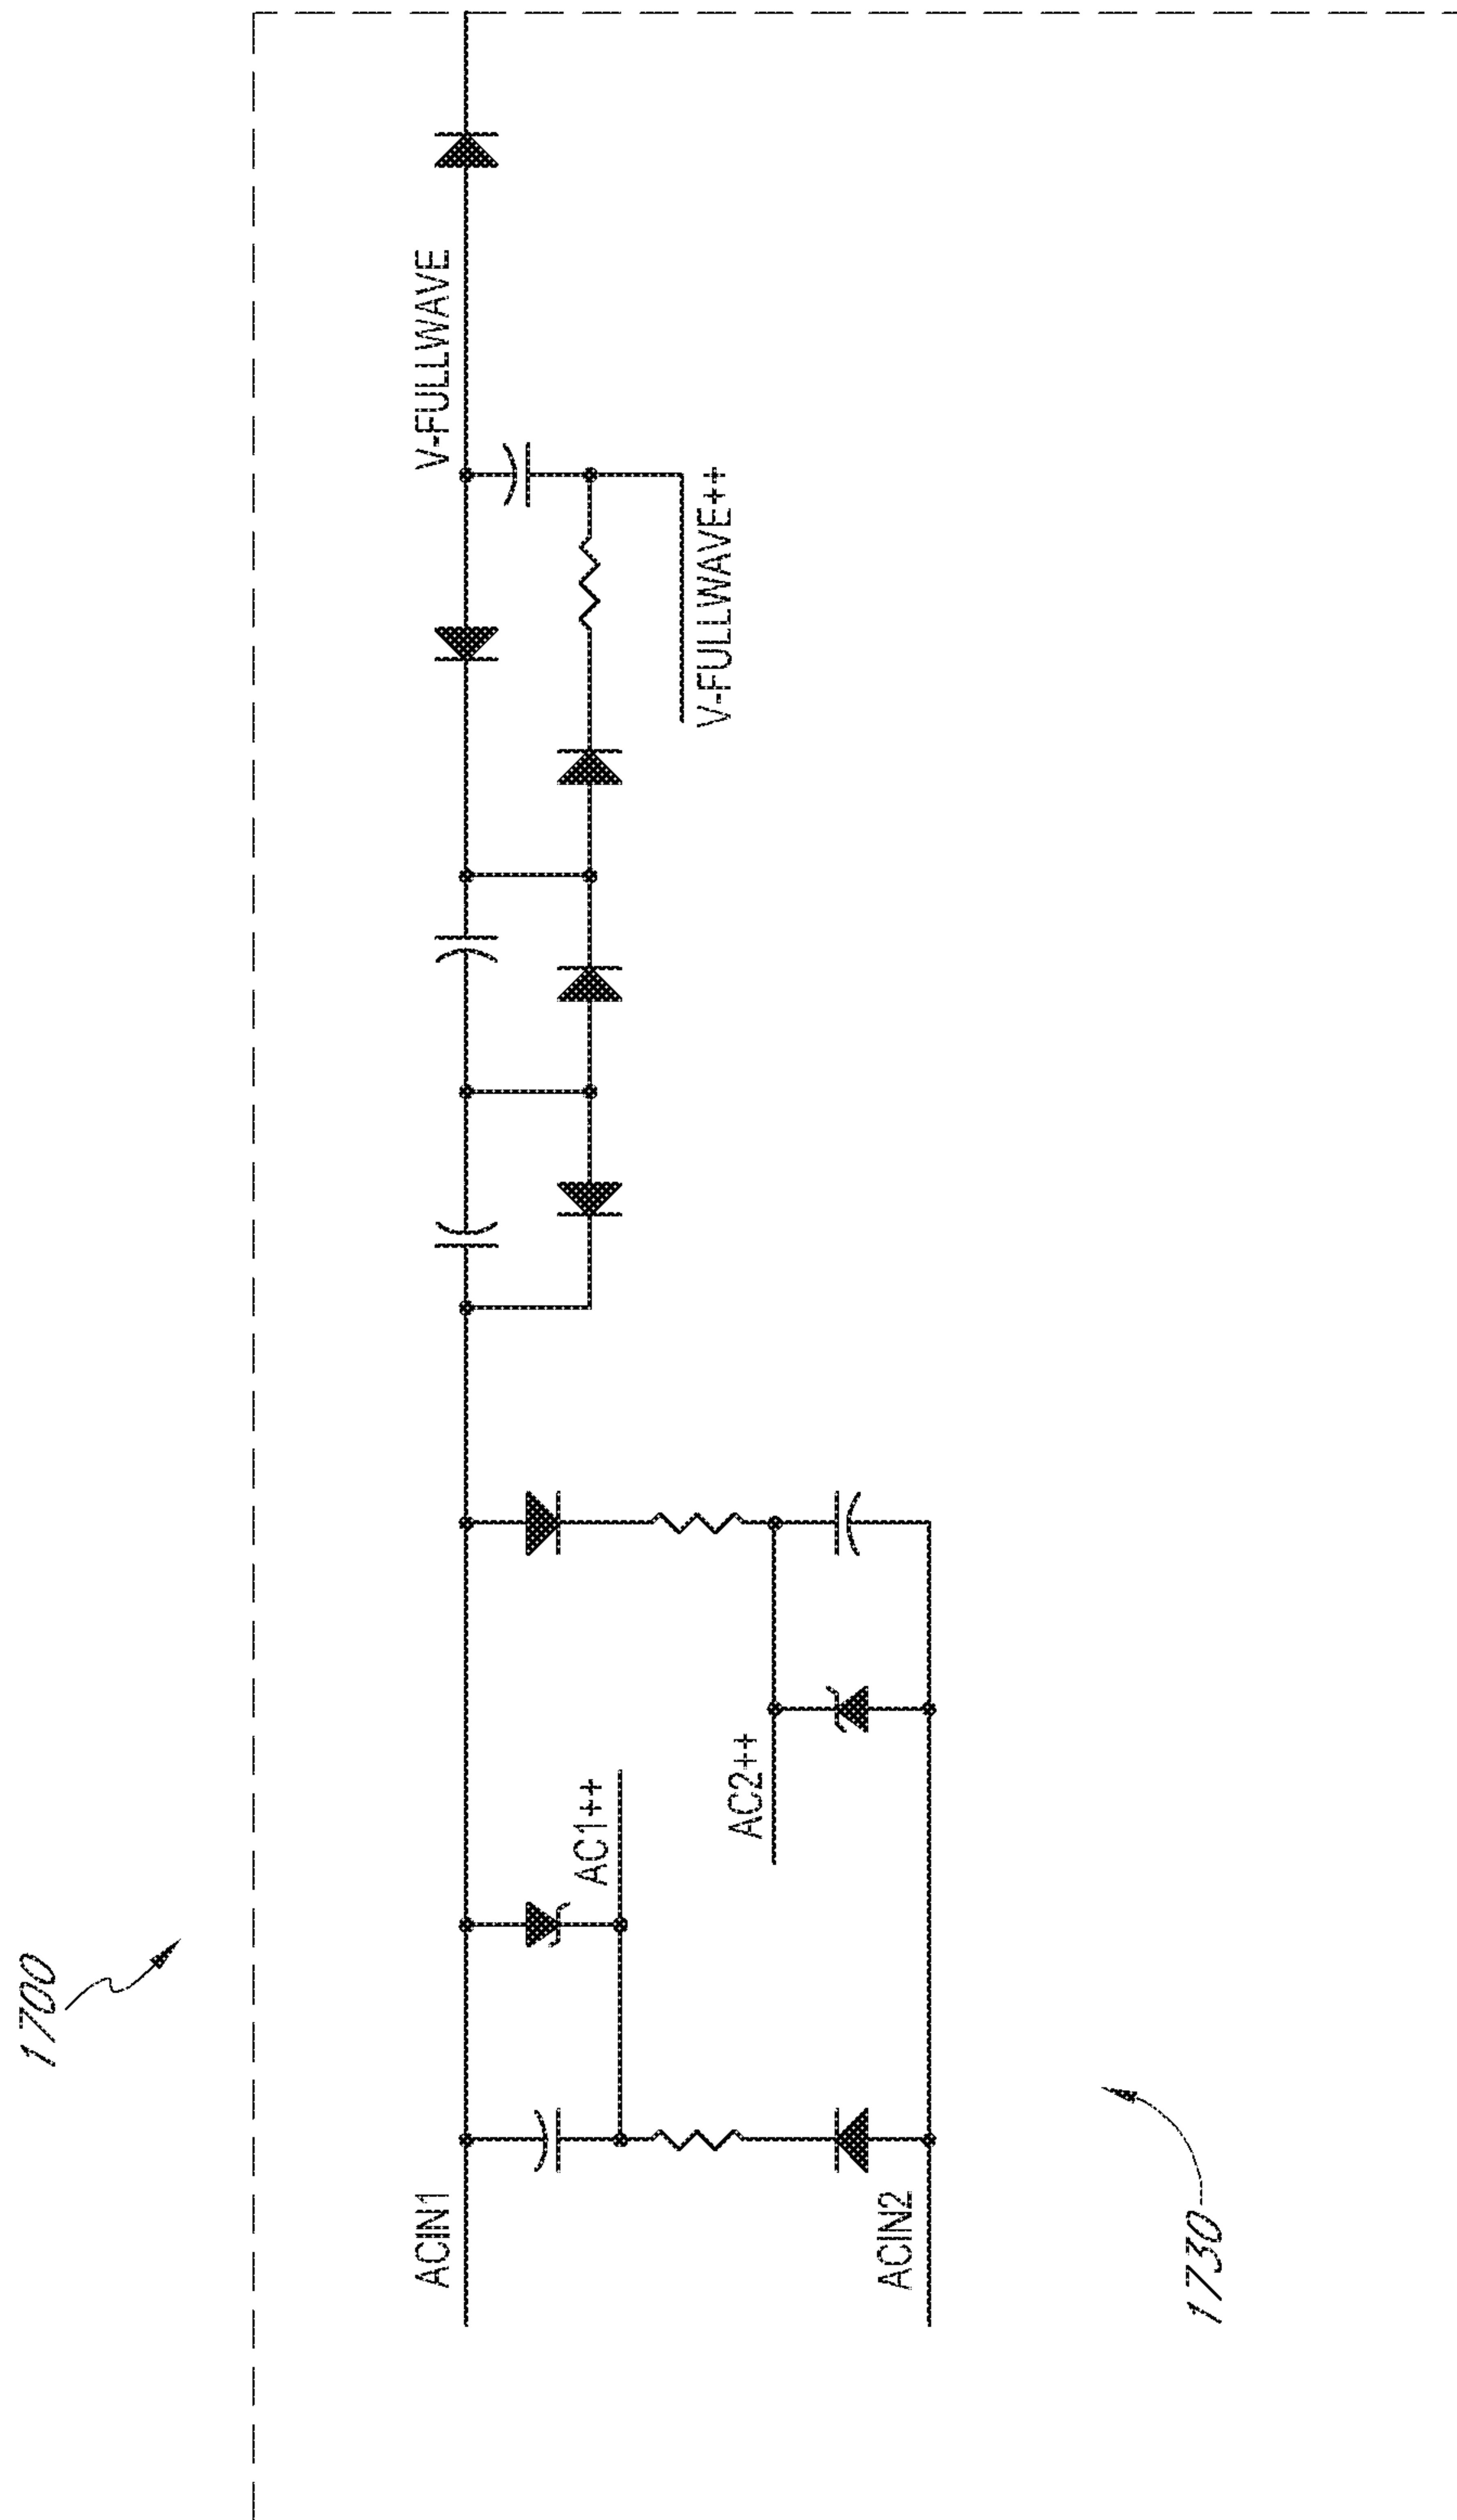 1700
V-FULLWAVE
V-FULLWAVE++
AC1++
AC2++
ACIN1
ACIN2
1730